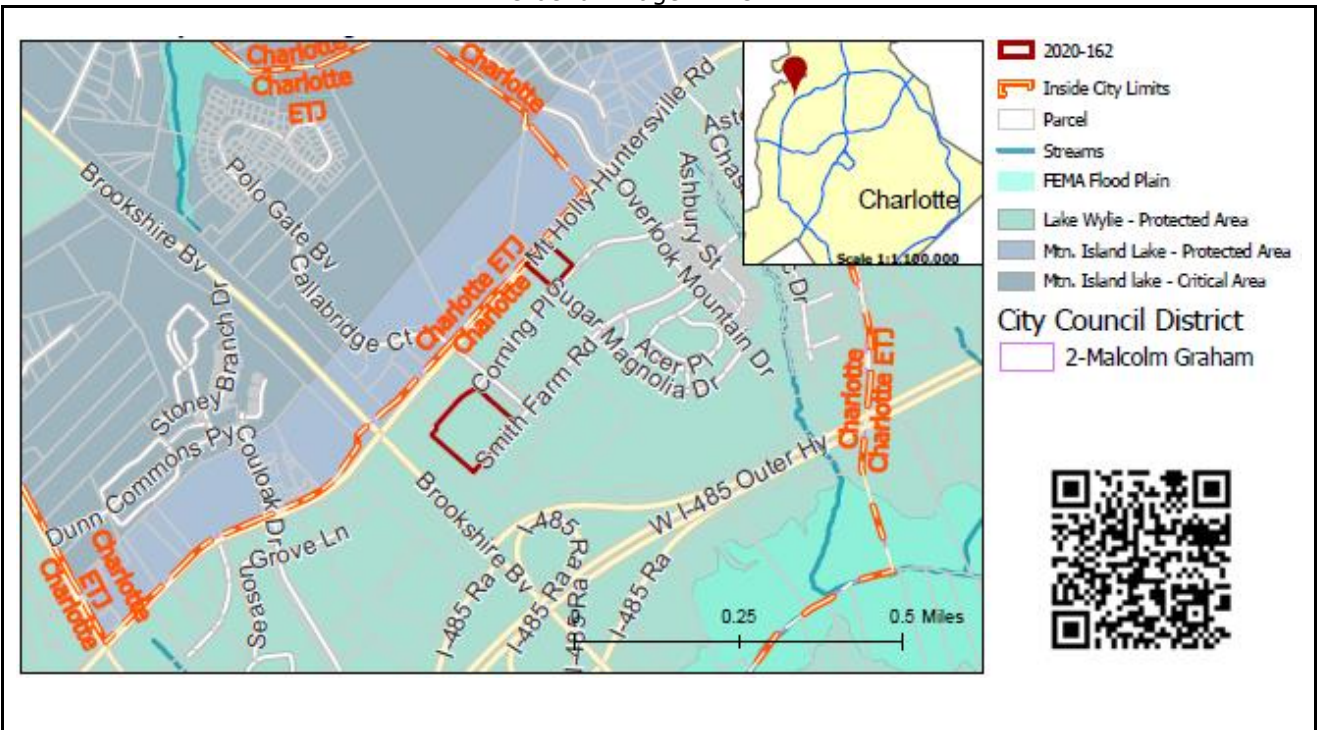 Charlotte
Charlotte
ETJ
Charlotte
Mt Holly-Huntersville Rd
Ashbury St
Overlook Mountain Dr
Charlotte
Scale 1:1,100,000
Polo Gate Bv
Brookshire Bv
Callabridge Ct
Charlotte ETJ
Charlotte
Corning Pl
Sugar Magnolia Dr
Acer Pl
Smith Farm Rd
Stoney Branch Dr
Dunn Commons Py
Couloak Dr
Grove Ln
Season
Brookshire Bv
W I-485 Outer Hy
I-485 Ra
I-485 Ra
I-485 Ra
I-485 Ra
I-485 Ra
Charlotte
Charlotte ETJ
Charlotte
ETJ
Charlotte
0.25
0.5 Miles
2020-162
Inside City Limits
Parcel
Streams
FEMA Flood Plain
Lake Wylie - Protected Area
Mtn. Island Lake - Protected Area
Mtn. Island lake - Critical Area
City Council District
2-Malcolm Graham